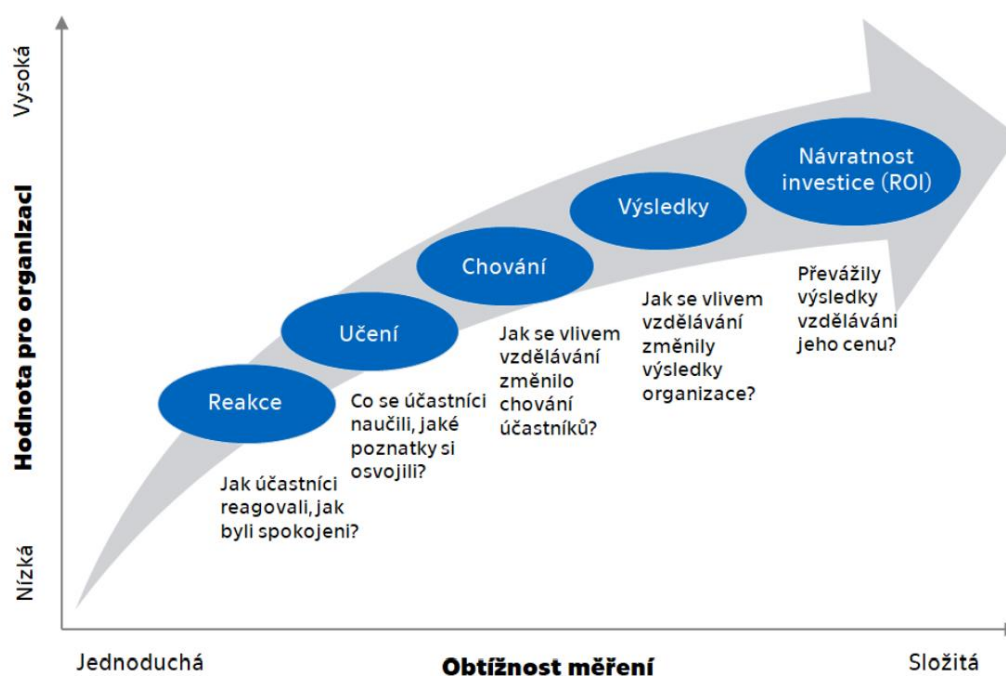 Vysoká
Hodnota pro organizaci
Nízká
Návratnost
investice (ROI)
Výsledky
Chování
Učení
Reakce
Převážily
výsledky
vzděláváni
jeho cenu?
Jak se vlivem
vzdělávání
změnily
výsledky
organizace?
Jak se vlivem
vzdělávání
změnilo
chování
účastníků?
Co se účastníci
naučili, jaké
poznatky si
osvojili?
Jak účastníci
reagovali, jak
byli spokojeni?
Jednoduchá
Obtížnost měření
Složitá